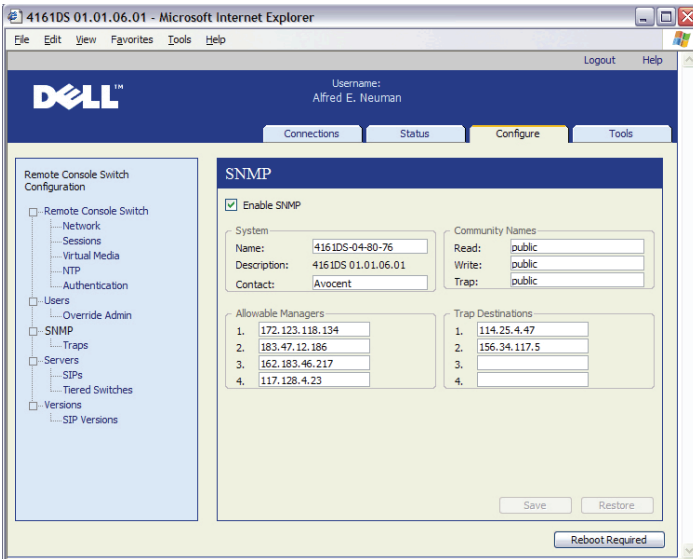 4161DS 01.01.06.01 - Microsoft Internet Explorer
File Edit View Favorites Tools Help
Logout Help
DELL™
Username:
Alfred E. Neuman
Connections Status Configure Tools
Remote Console Switch
Configuration
Remote Console Switch
Network
Sessions
Virtual Media
NTP
Authentication
Users
Override Admin
SNMP
Traps
Servers
SIPs
Tiered Switches
Versions
SIP Versions
SNMP
Enable SNMP
System
Name: 4161DS-04-80-76
Description: 4161DS 01.01.06.01
Contact: Avocent
Community Names
Read: public
Write: public
Trap: public
Allowable Managers
1. 172.123.118.134
2. 183.47.12.186
3. 162.183.46.217
4. 117.128.4.23
Trap Destinations
1. 114.25.4.47
2. 156.34.117.5
3.
4.
Save Restore
Reboot Required